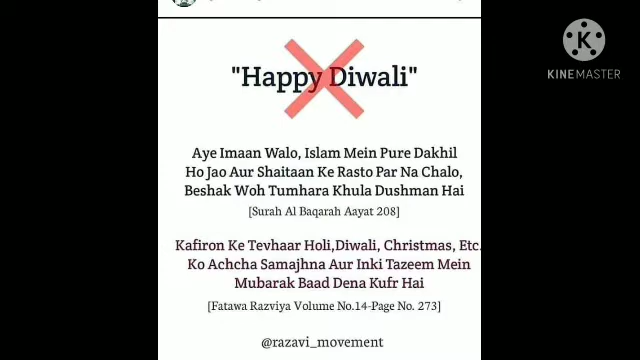 "Happy Diwali"
KINEMASTER
Aye Imaan Walo, Islam Mein Pure Dakhil
Ho Jao Aur Shaitaan Ke Rasto Par Na Chalo,
Beshak Woh Tumhara Khula Dushman Hai
[Surah Al Baqarah Aayat 208]
Kafiron Ke Tevhaar Holi,Diwali, Christmas, Etc.
Ko Achcha Samajhna Aur Inki Tazeem Mein
Mubarak Baad Dena Kufr Hai
[Fatawa Razviya Volume No.14-Page No. 273]
@razavi_movement